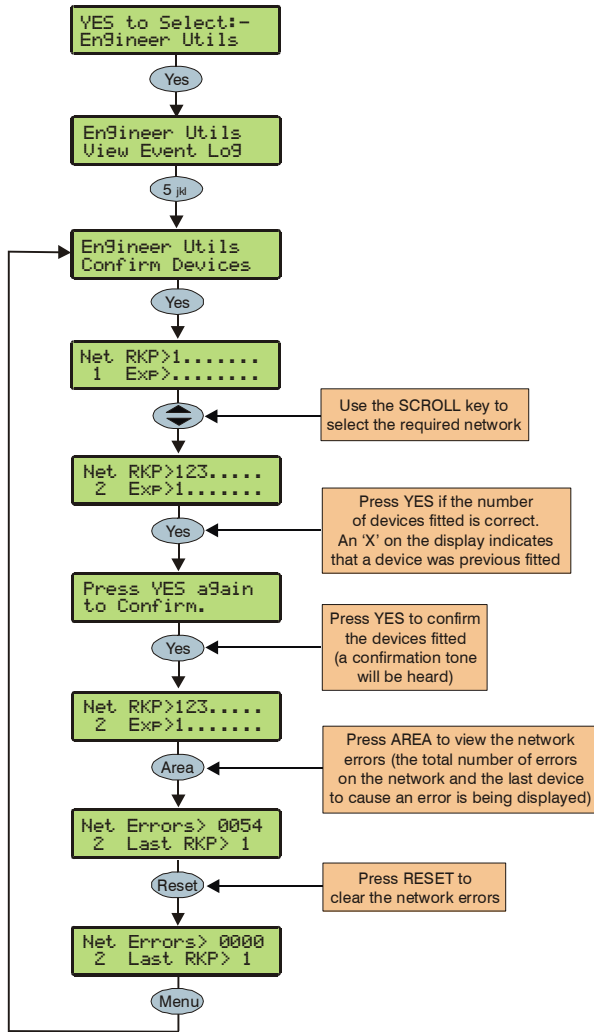 YES to Select:-
Engineer Utils
Yes
Engineer Utils
View Event Log
5 jkl
Engineer Utils
Confirm Devices
Yes
Net RKP>1.......
1 Exp>........
Use the SCROLL key to
select the required network
Net RKP>123.....
2 Exp>1.......
Press YES if the number
of devices fitted is correct.
An ‘X’ on the display indicates
that a device was previous fitted
Yes
Press YES again
to Confirm.
Press YES to confirm
the devices fitted
(a confirmation tone
will be heard)
Yes
Net RKP>123.....
2 Exp>1.......
Press AREA to view the network
errors (the total number of errors
on the network and the last device
to cause an error is being displayed)
Area
Net Errors> 0054
2 Last RKP> 1
Reset
Press RESET to
clear the network errors
Net Errors> 0000
2 Last RKP> 1
Menu